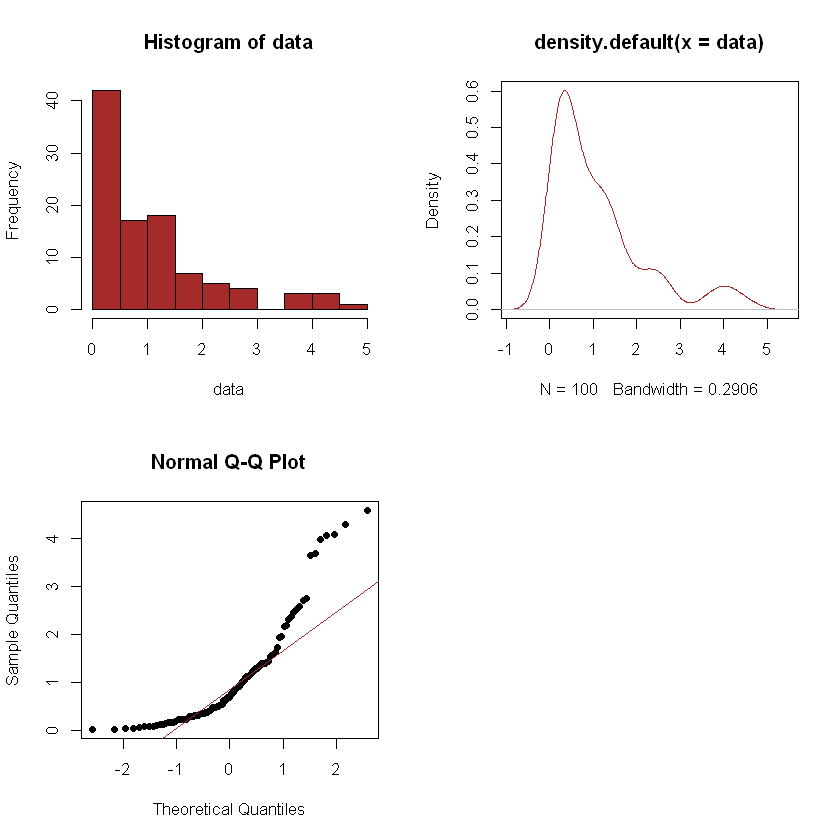 Histogram of data
Frequency
0
10
20
30
40
0 1 2 3 4 5
data
density.default(x = data)
Density
0.0
0.1
0.2
0.3
0.4
0.5
0.6
-1 0 1 2 3 4 5
N = 100 Bandwidth = 0.2906
Normal Q-Q Plot
Sample Quantiles
0
1
2
3
4
-2 -1 0 1 2
Theoretical Quantiles